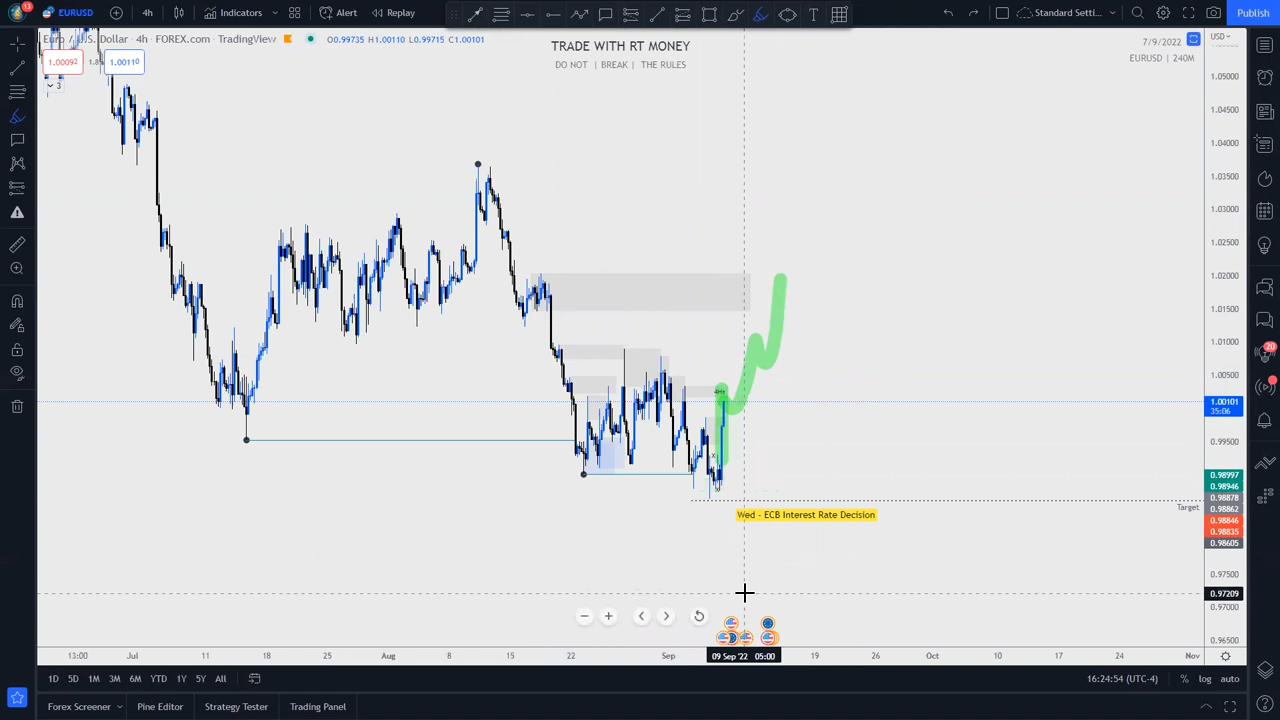 13
EURUSD
4h
Indicators
Alert
Replay
Standard Setti...
Publish
Euro / U.S. Dollar · 4h · FOREX.com · TradingView
O0.99735 H1.00110 L0.99715 C1.00101
1.00092
1.8
1.00110
3
TRADE WITH RT MONEY
DO NOT | BREAK | THE RULES
7/9/2022
EURUSD | 240M
USD
1.05000
1.04500
1.04000
1.03500
1.03000
1.02500
1.02000
1.01500
1.01000
1.00500
1.00101
35:06
0.99500
0.98997
0.98946
0.98878
0.98862
0.98846
0.98835
0.98605
0.97500
0.97209
0.97000
0.96500
Target
Wed - ECB Interest Rate Decision
20
13:00
Jul
11
18
25
Aug
8
15
22
Sep
09 Sep '22 05:00
19
26
Oct
10
17
24
Nov
1D
5D
1M
3M
6M
YTD
1Y
5Y
All
16:24:54 (UTC-4)
%
log
auto
Forex Screener
Pine Editor
Strategy Tester
Trading Panel